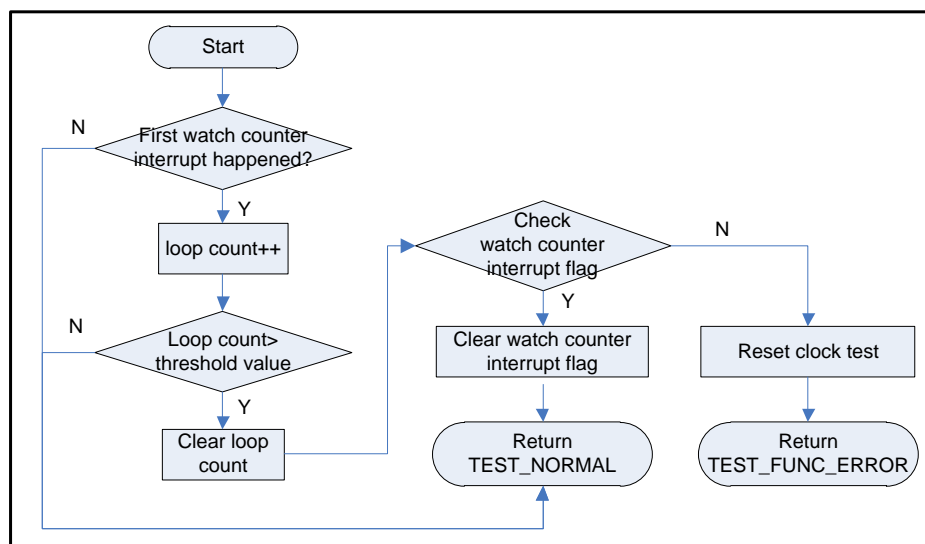 Start
N
First watch counter
interrupt happened?
Y
loop count++
N
Loop count>
threshold value
Y
Clear loop
count
Check
watch counter
interrupt flag
N
Y
Clear watch counter
interrupt flag
Reset clock test
Return
TEST_NORMAL
Return
TEST_FUNC_ERROR